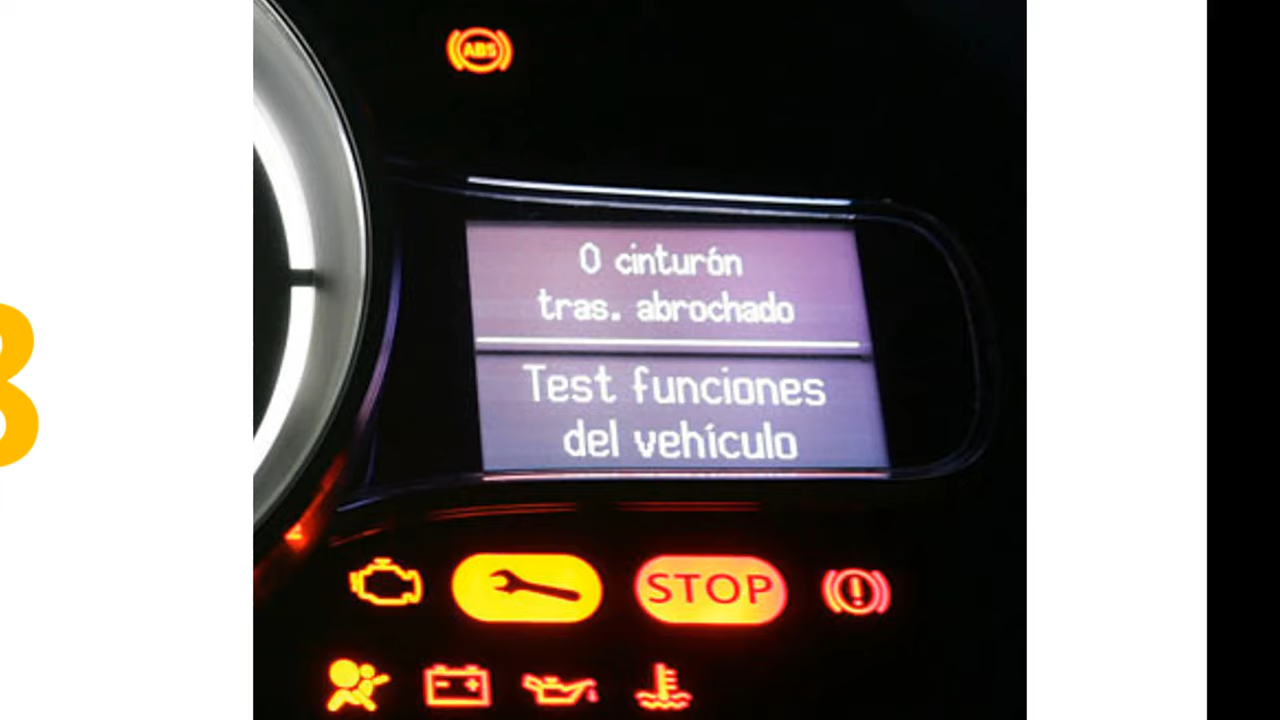 ABS
0 cinturón
tras. abrochado
Test funciones
del vehículo
STOP